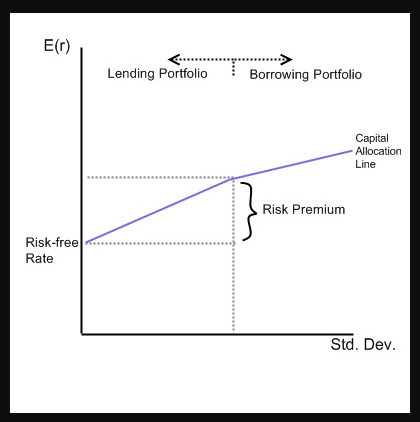 E(r)
Lending Portfolio
Borrowing Portfolio
Capital
Allocation
Line
Risk Premium
Risk-free
Rate
Std. Dev.